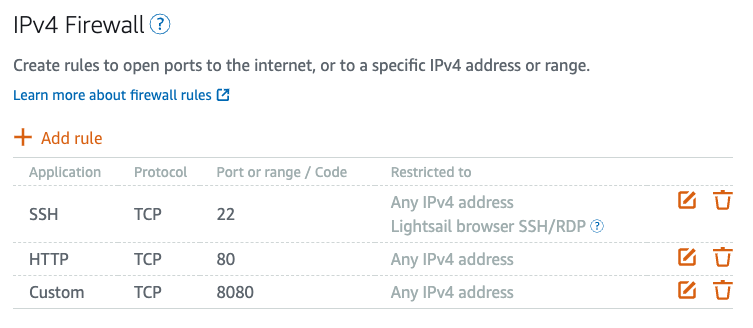 IPv4 Firewall ?
Create rules to open ports to the internet, or to a specific IPv4 address or range.
Learn more about firewall rules
+ Add rule
Application Protocol Port or range / Code Restricted to
SSH TCP 22 Any IPv4 address
Lightsail browser SSH/RDP ?
HTTP TCP 80 Any IPv4 address
Custom TCP 8080 Any IPv4 address